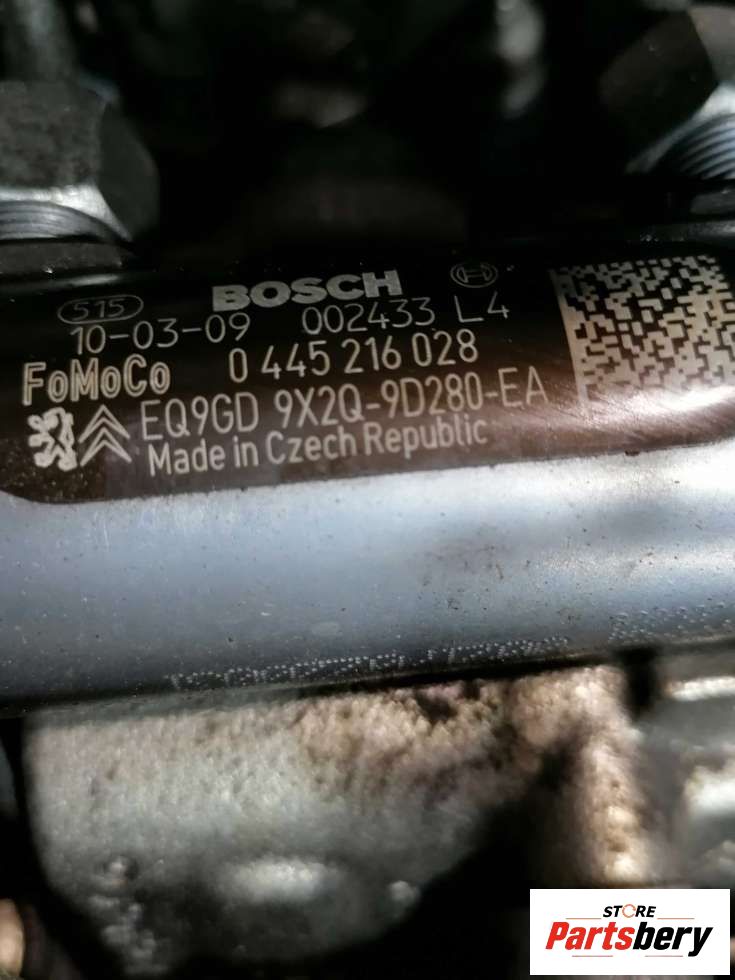 515 BOSCH
10-03-09 002433 L4
FoMoCo 0 445 216 028
EQ9GD 9X2Q-9D280-EA
Made in Czech Republic
STORE
Partsbery